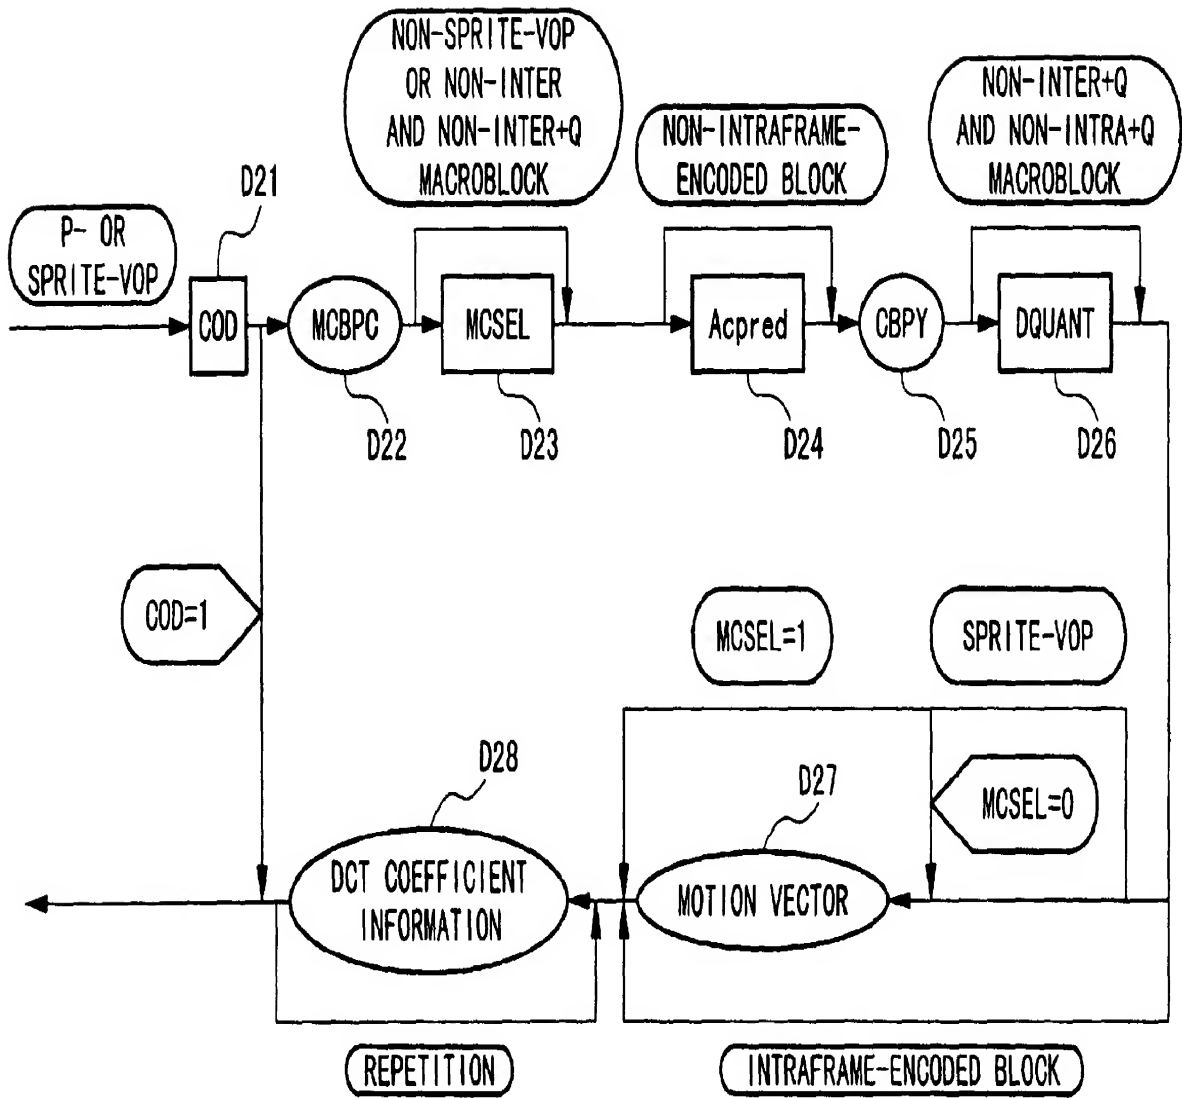 NON-SPRITE-VOP
OR NON-INTER
AND NON-INTER+Q
MACROBLOCK
NON-INTRAFRAME-
ENCODED BLOCK
NON-INTER+Q
AND NON-INTRA+Q
MACROBLOCK
D21
P- OR
SPRITE-VOP
COD
MCBPC
MCSEL
Acpred
CBPY
DQUANT
D22
D23
D24
D25
D26
COD=1
MCSEL=1
SPRITE-VOP
D28
D27
MCSEL=0
DCT COEFFICIENT
INFORMATION
MOTION VECTOR
REPETITION
INTRAFRAME-ENCODED BLOCK